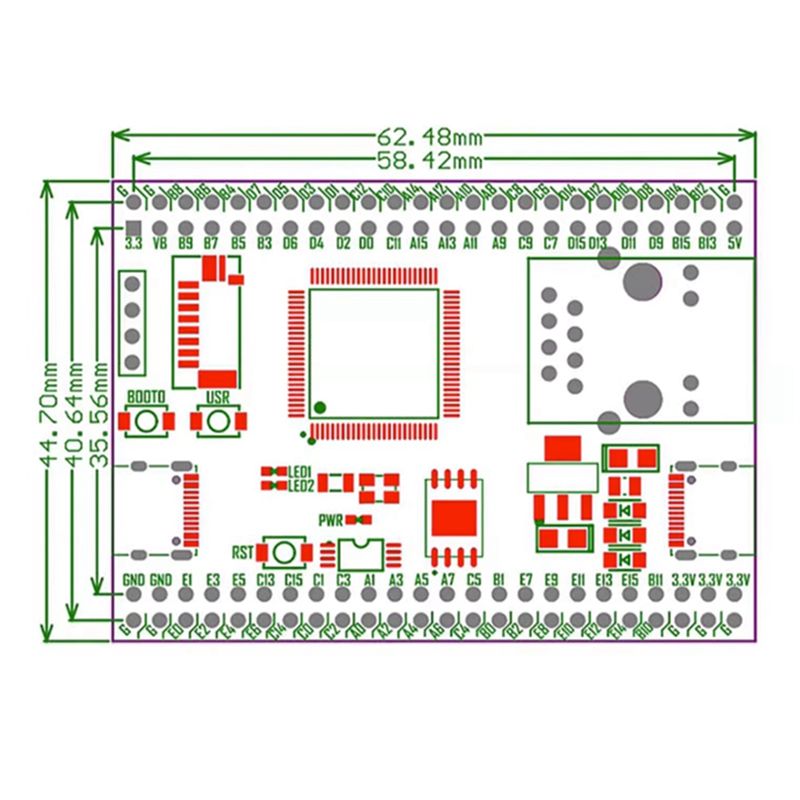 62.48mm
58.42mm
G G B8 B6 B4 D7 D5 D3 D1 C12 C10 A14 A12 A10 A8 C8 C6 D14 D12 D10 D8 B14 B12 G
3.3 VB B9 B7 B5 B3 D6 D4 D2 D0 C11 A15 A13 A11 A9 C9 C7 D15 D13 D11 D9 B15 B13 5V
44.70mm
40.64mm
35.56mm
BOOT0 USR
LED1
LED2
PWR
RST
GND GND E1 E3 E5 C13 C15 C1 C3 A1 A3 A5 A7 C5 B1 E7 E9 E11 E13 E15 B11 3.3V 3.3V 3.3V
G G E0 E2 E4 E6 C14 C0 C2 A0 A2 A4 A6 C4 B0 B2 E8 E10 E12 E14 B10 G G G